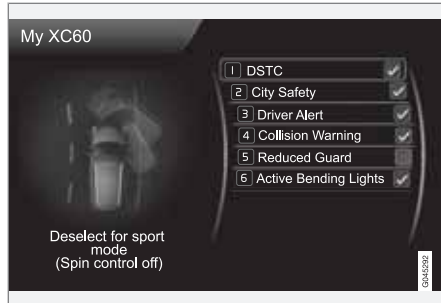 My XC60
1 DSTC
2 City Safety
3 Driver Alert
4 Collision Warning
5 Reduced Guard
6 Active Bending Lights
Deselect for sport
mode
(Spin control off)
G045292